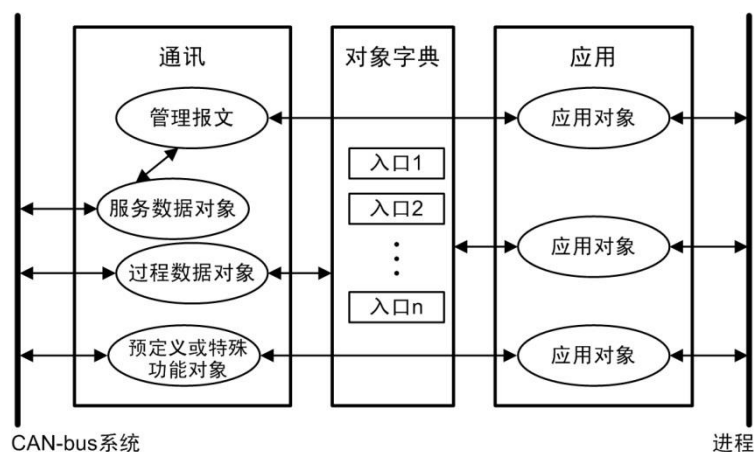 通讯
对象字典
应用
管理报文
应用对象
入口1
服务数据对象
入口2
过程数据对象
应用对象
入口n
预定义或特殊
功能对象
应用对象
CAN-bus系统
进程